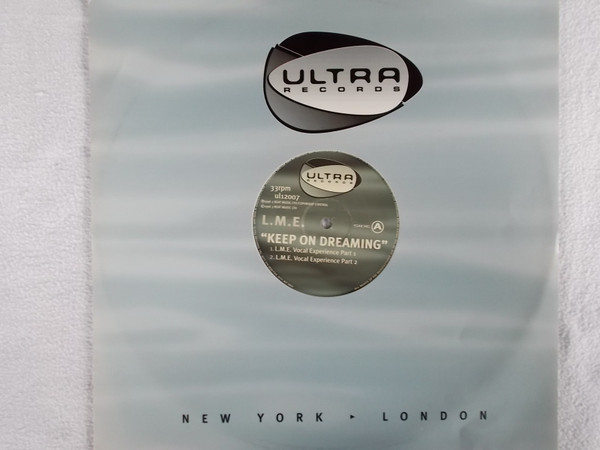 ULTRA
RECORDS
ULTRA
RECORDS
33rpm
ul12007
L.M.E.
A
"KEEP ON DREAMING"
1. L.M.E. Vocal Experience Part 1
2. L.M.E. Vocal Experience Part 2
NEW YORK ▸ LONDON